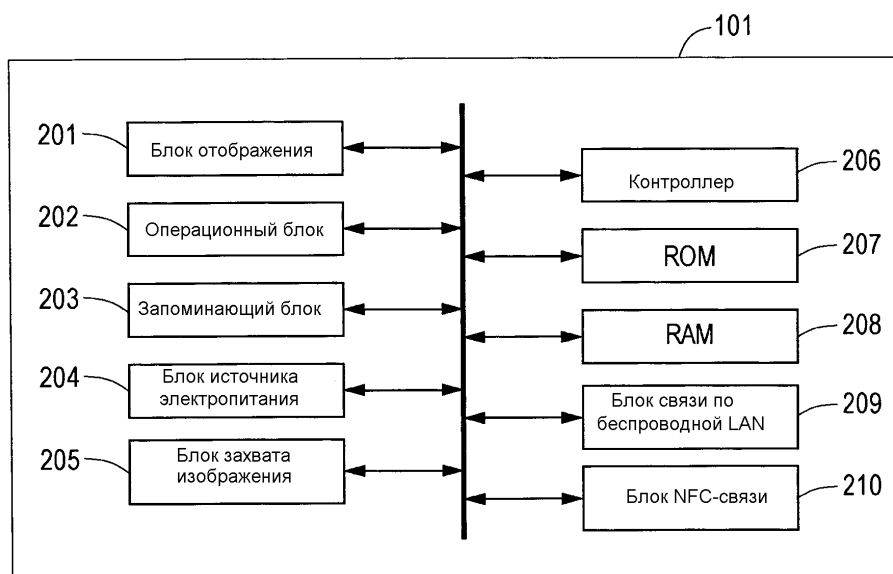 101
201
Блок отображения
202
Операционный блок
203
Запоминающий блок
204
Блок источника
электропитания
205
Блок захвата
изображения
206
Контроллер
207
ROM
208
RAM
209
Блок связи по
беспроводной LAN
210
Блок NFC-связи